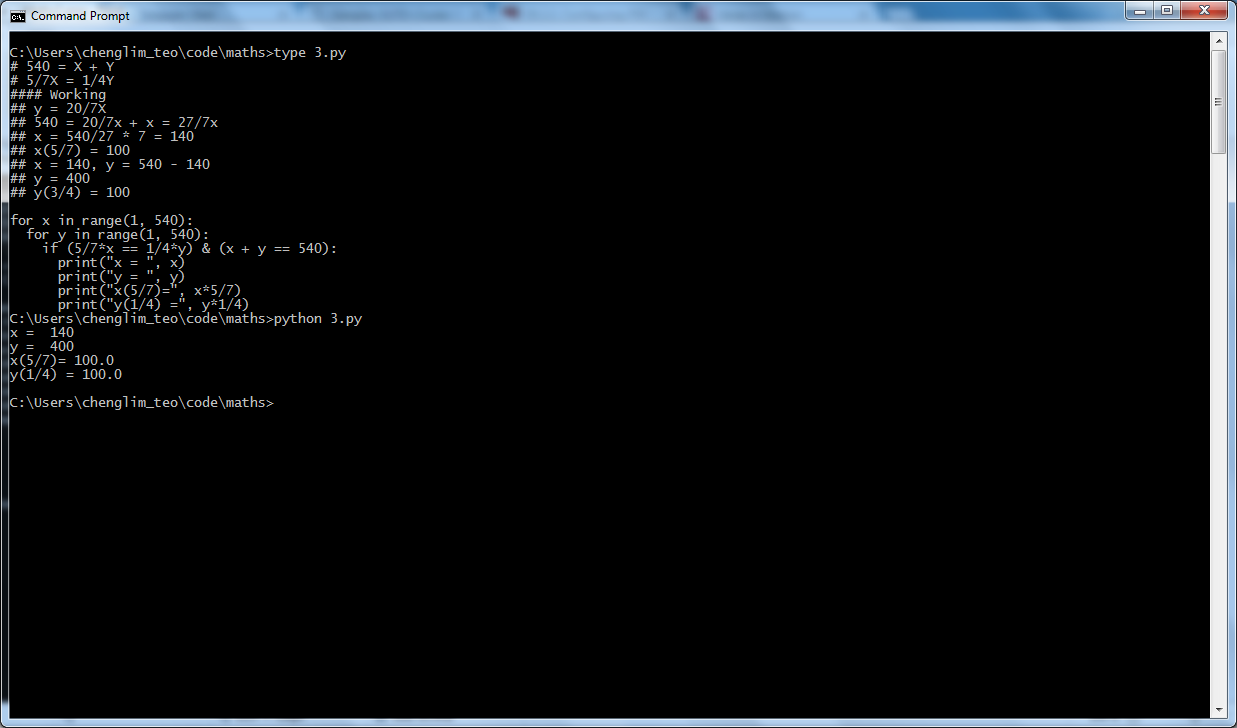 Command Prompt
C:\Users\chenglim_teo\code\maths>type 3.py
# 540 = X + Y
# 5/7X = 1/4Y
#### Working
## y = 20/7X
## 540 = 20/7x + x = 27/7x
## x = 540/27 * 7 = 140
## x(5/7) = 100
## x = 140, y = 540 - 140
## y = 400
## y(3/4) = 100
for x in range(1, 540):
  for y in range(1, 540):
    if (5/7*x == 1/4*y) & (x + y == 540):
      print("x = ", x)
      print("y = ", y)
      print("x(5/7)=", x*5/7)
      print("y(1/4) =", y*1/4)
C:\Users\chenglim_teo\code\maths>python 3.py
x =  140
y =  400
x(5/7)= 100.0
y(1/4) = 100.0
C:\Users\chenglim_teo\code\maths>